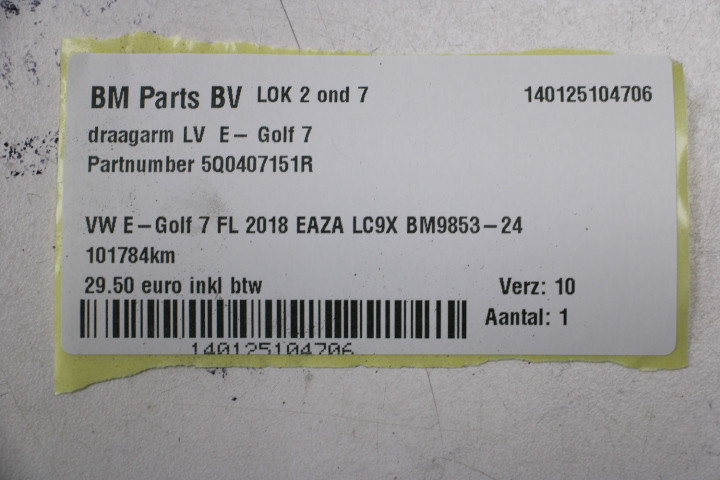 BM Parts BV LOK 2 ond 7 140125104706
draagarm LV E- Golf 7
Partnumber 5Q0407151R
VW E-Golf 7 FL 2018 EAZA LC9X BM9853-24
101784km
29.50 euro inkl btw Verz: 10
Aantal: 1
140125104706